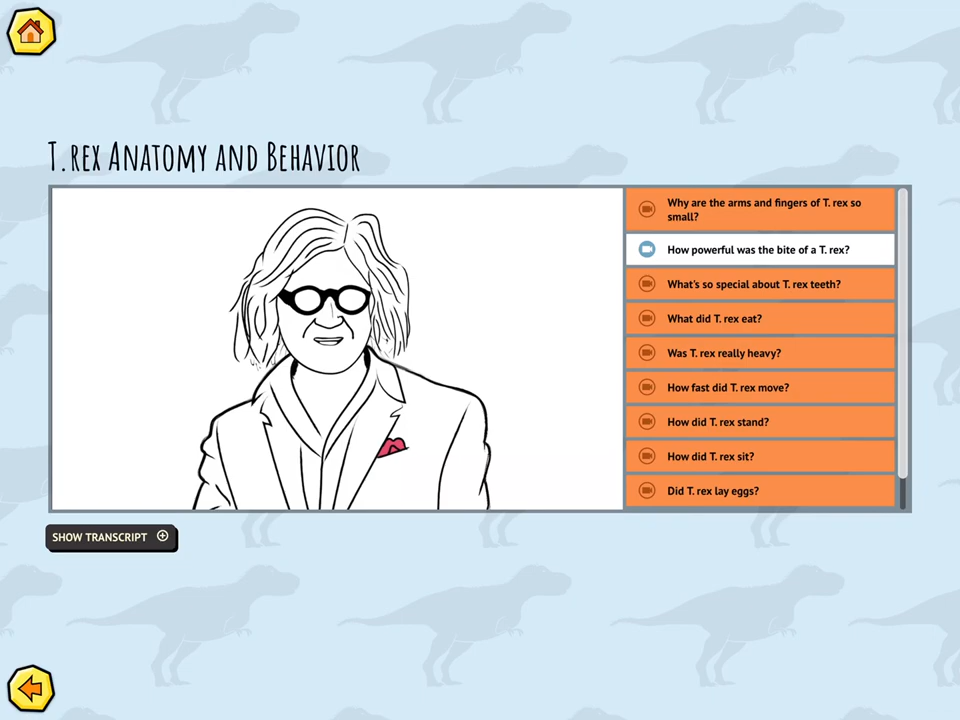 T.rex Anatomy and Behavior
Why are the arms and fingers of T. rex so
small?
How powerful was the bite of a T. rex?
What's so special about T. rex teeth?
What did T. rex eat?
Was T. rex really heavy?
How fast did T. rex move?
How did T. rex stand?
How did T. rex sit?
Did T. rex lay eggs?
SHOW TRANSCRIPT